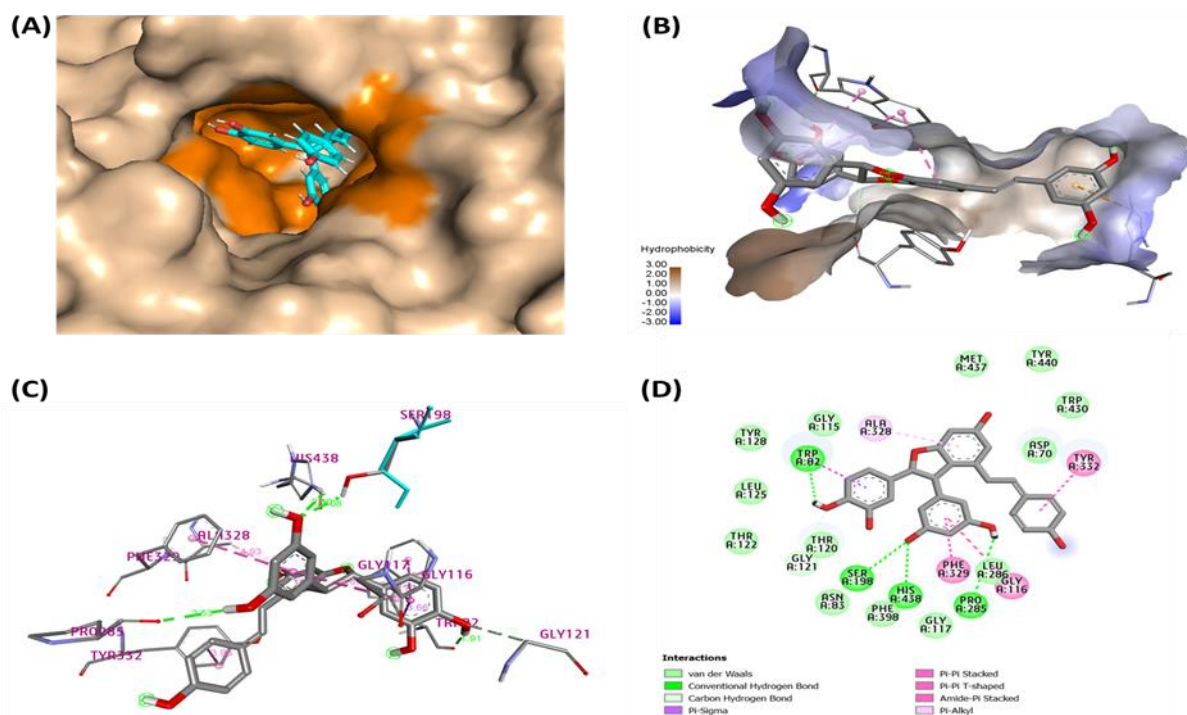 (A)
(B)
Hydrophobicity
3.00
2.00
1.00
0.00
-1.00
-2.00
-3.00
(C)
SER198
HIS438
ALA328
PHE329
GLY117
GLY116
PRO285
TYR332
GLY121
(D)
MET
A:437
TYR
A:440
GLY
A:115
ALA
A:328
TRP
A:430
TYR
A:128
TRP
A:82
ASP
A:70
TYR
A:332
LEU
A:125
THR
A:122
THR
A:120
GLY
A:121
SER
A:198
PHE
A:329
LEU
A:286
GLY
A:116
ASN
A:83
HIS
A:438
PRO
A:285
PHE
A:398
GLY
A:117
Interactions
van der Waals
Conventional Hydrogen Bond
Carbon Hydrogen Bond
Pi-Sigma
Pi-Pi Stacked
Pi-Pi T-shaped
Amide-Pi Stacked
Pi-Alkyl